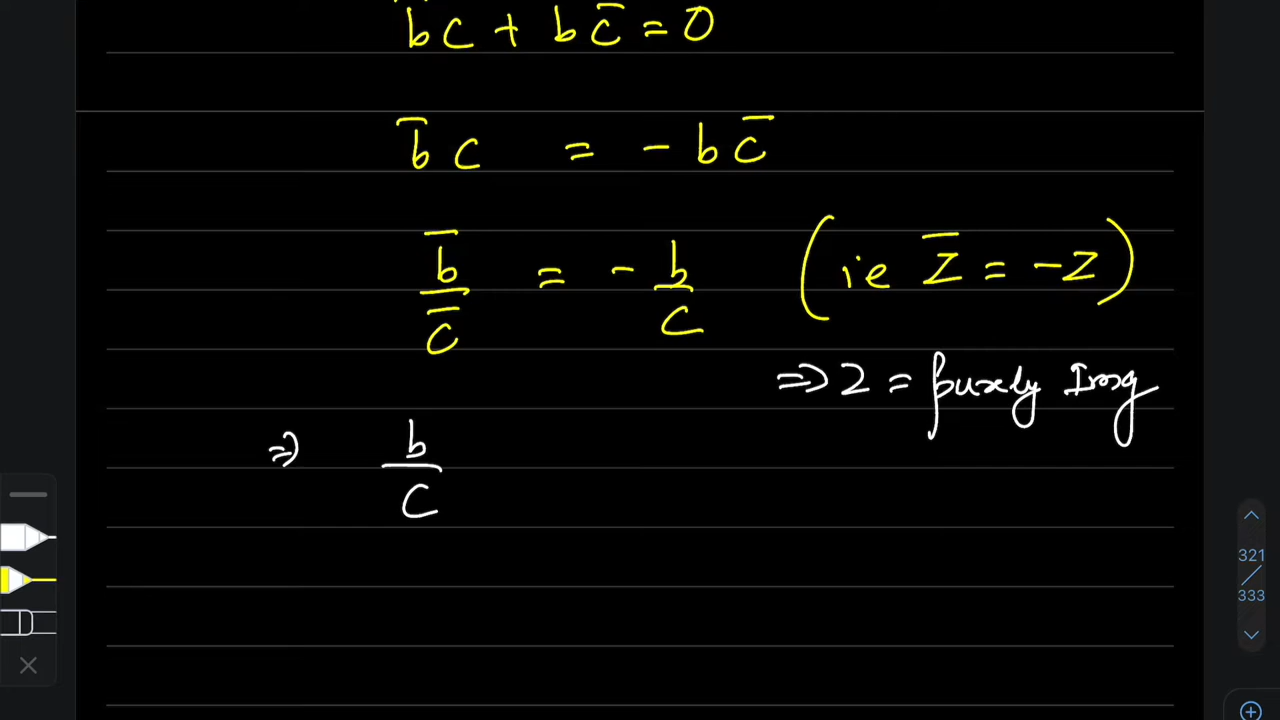 b̄c + bc̄ = 0
b̄c = - bc̄
b̄/c̄ = - b/c (ie z̄ = -z)
=> z = purely Img
=> b/c
321
/
333